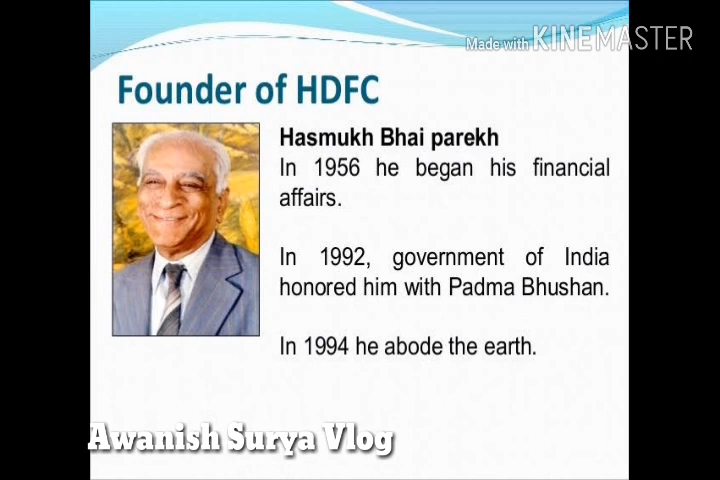 Made with KINEMASTER
Founder of HDFC
Hasmukh Bhai parekh
In 1956 he began his financial
affairs.
In 1992, government of India
honored him with Padma Bhushan.
In 1994 he abode the earth.
Awanish Surya Vlog